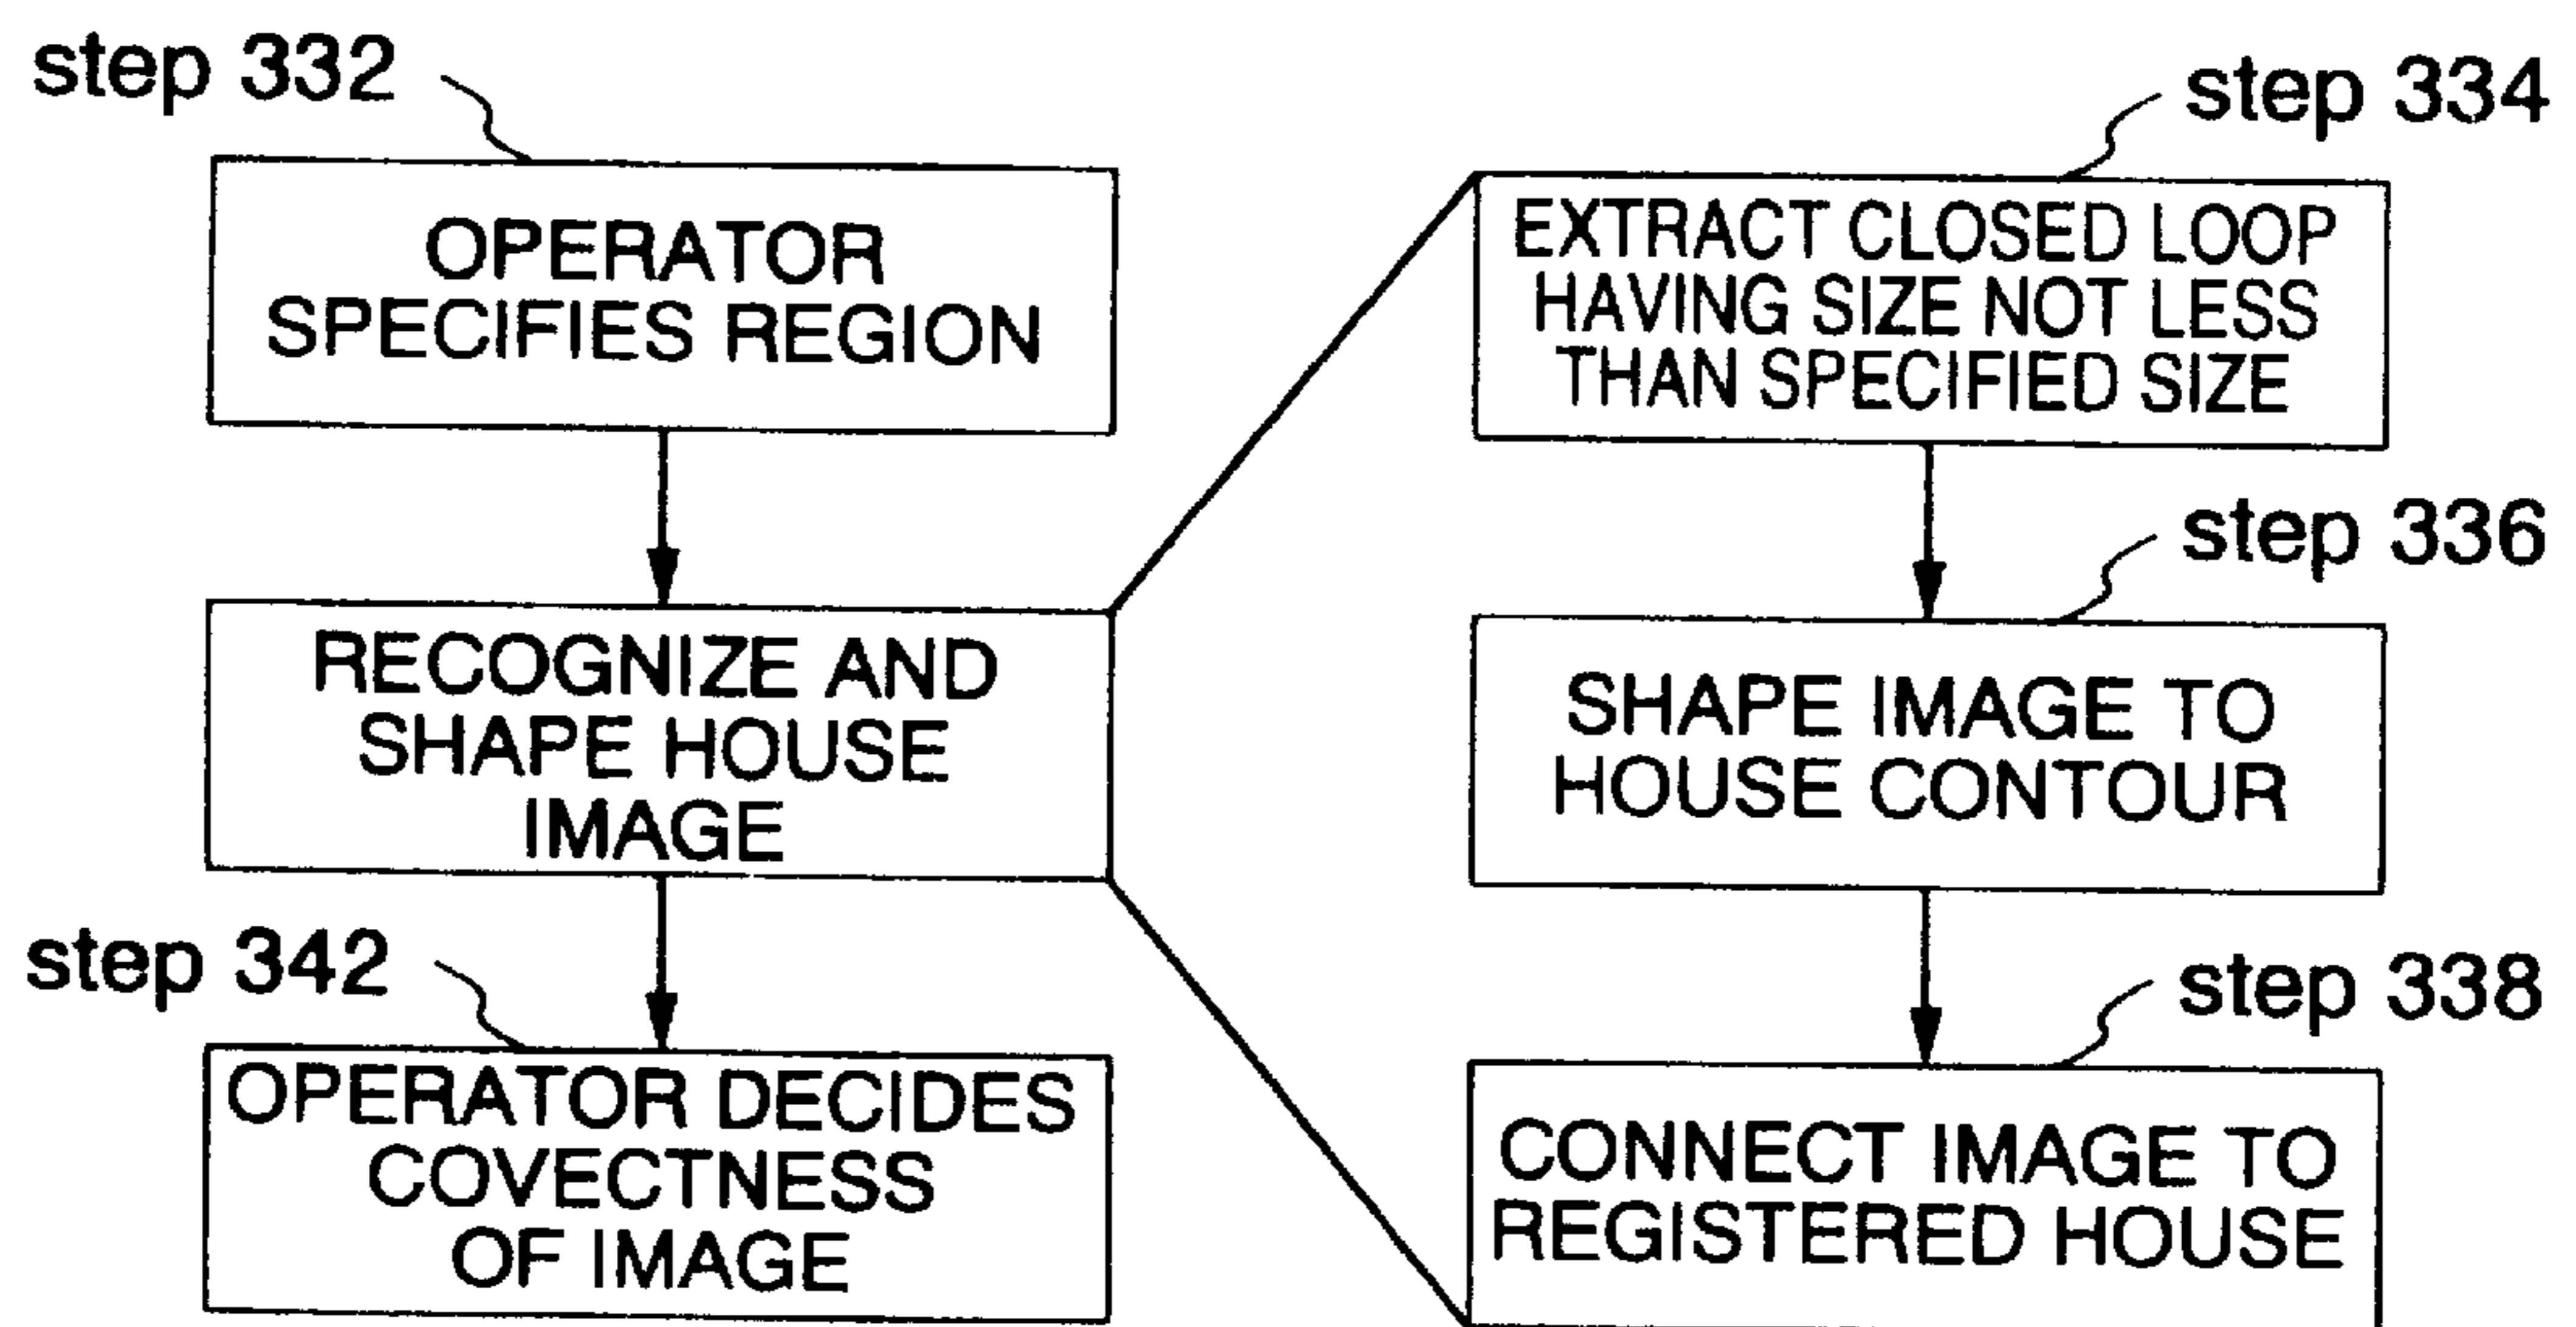 step 332
OPERATOR
SPECIFIES REGION
RECOGNIZE AND
SHAPE HOUSE
IMAGE
step 342
OPERATOR DECIDES
COVECTNESS
OF IMAGE
step 334
EXTRACT CLOSED LOOP
HAVING SIZE NOT LESS
THAN SPECIFIED SIZE
step 336
SHAPE IMAGE TO
HOUSE CONTOUR
step 338
CONNECT IMAGE TO
REGISTERED HOUSE